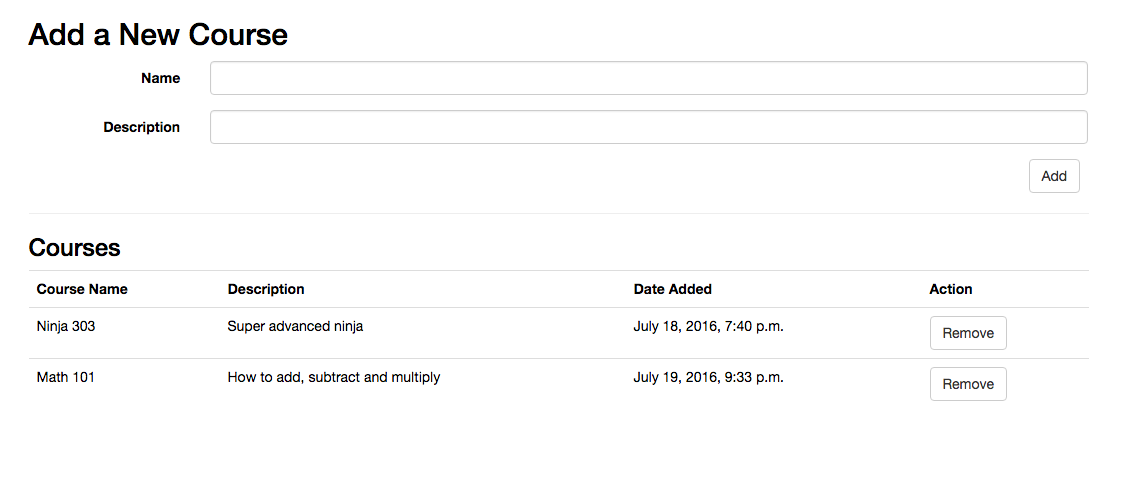 Add a New Course
Name
Description
Add
Courses
Course Name Description Date Added Action
Ninja 303 Super advanced ninja July 18, 2016, 7:40 p.m. Remove
Math 101 How to add, subtract and multiply July 19, 2016, 9:33 p.m. Remove